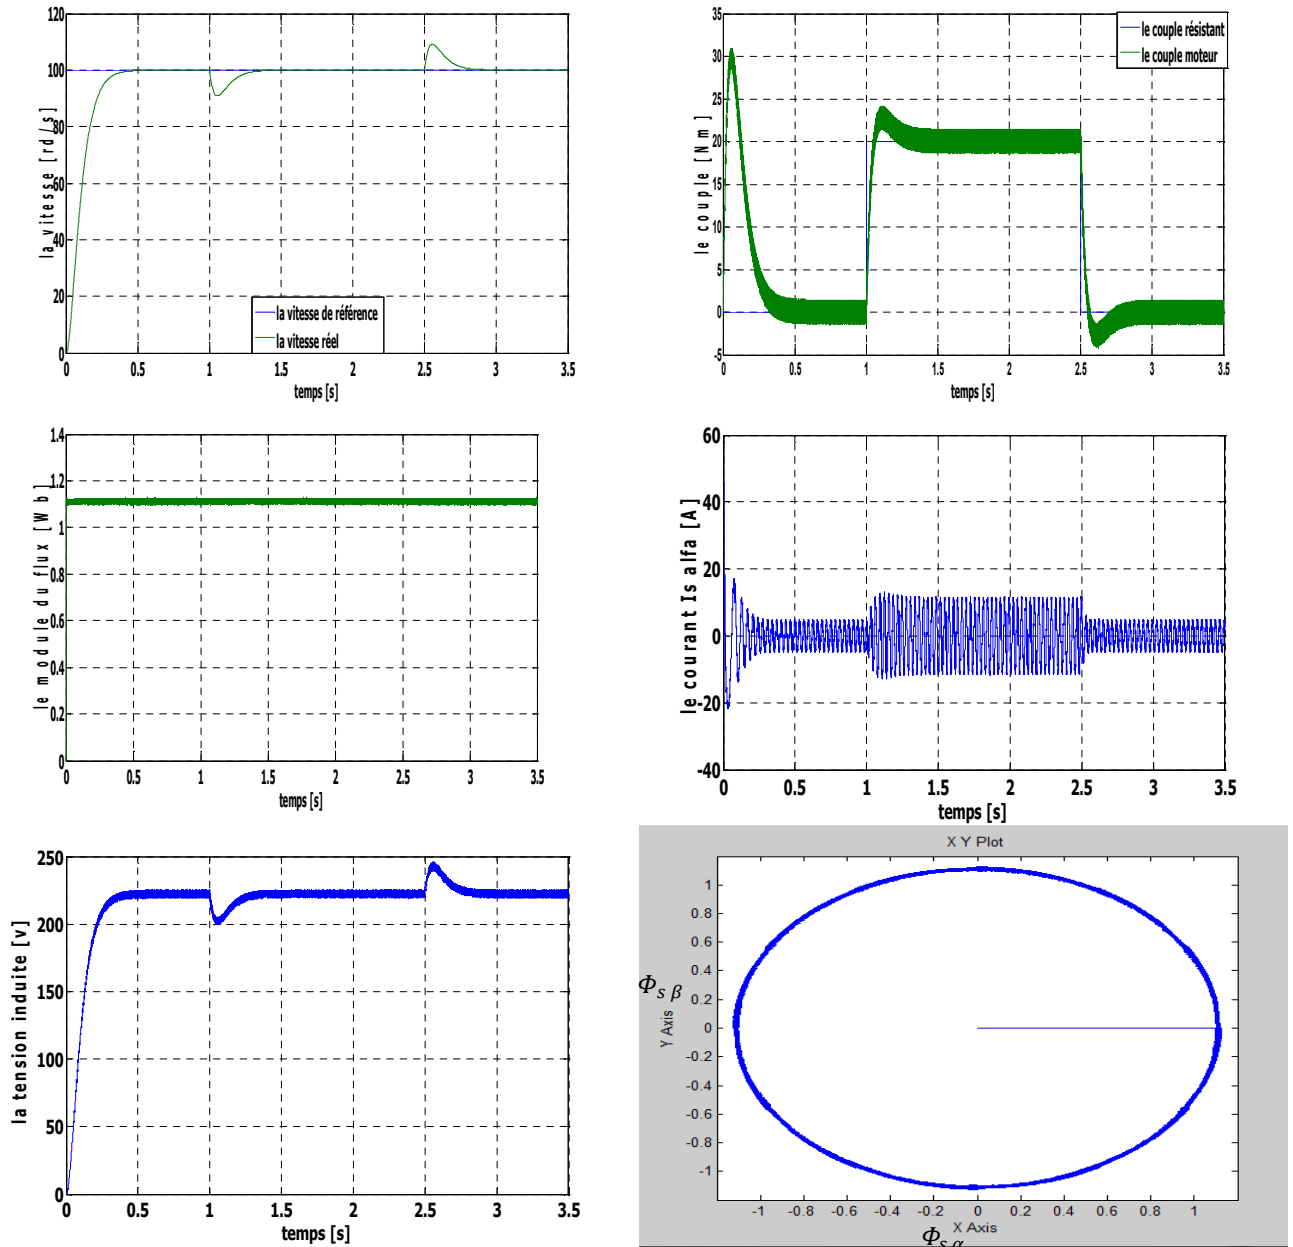 120
100
80
60
40
20
0
la vitesse [rd/s]
la vitesse de référence
la vitesse réel
0 0.5 1 1.5 2 2.5 3 3.5
temps [s]
35
30
25
20
15
10
5
0
-5
le couple [Nm]
le couple résistant
le couple moteur
0 0.5 1 1.5 2 2.5 3 3.5
temps [s]
1.4
1.2
1
0.8
0.6
0.4
0.2
0
le module du flux [Wb]
0 0.5 1 1.5 2 2.5 3 3.5
temps [s]
60
40
20
0
-20
-40
le courant Is alfa [A]
0 0.5 1 1.5 2 2.5 3 3.5
temps [s]
250
200
150
100
50
0
la tension induite [v]
0 0.5 1 1.5 2 2.5 3 3.5
temps [s]
X Y Plot
1
0.8
0.6
0.4
0.2
0
-0.2
-0.4
-0.6
-0.8
-1
Φs β
Y Axis
-1 -0.8 -0.6 -0.4 -0.2 0 0.2 0.4 0.6 0.8 1
X Axis
Φs α